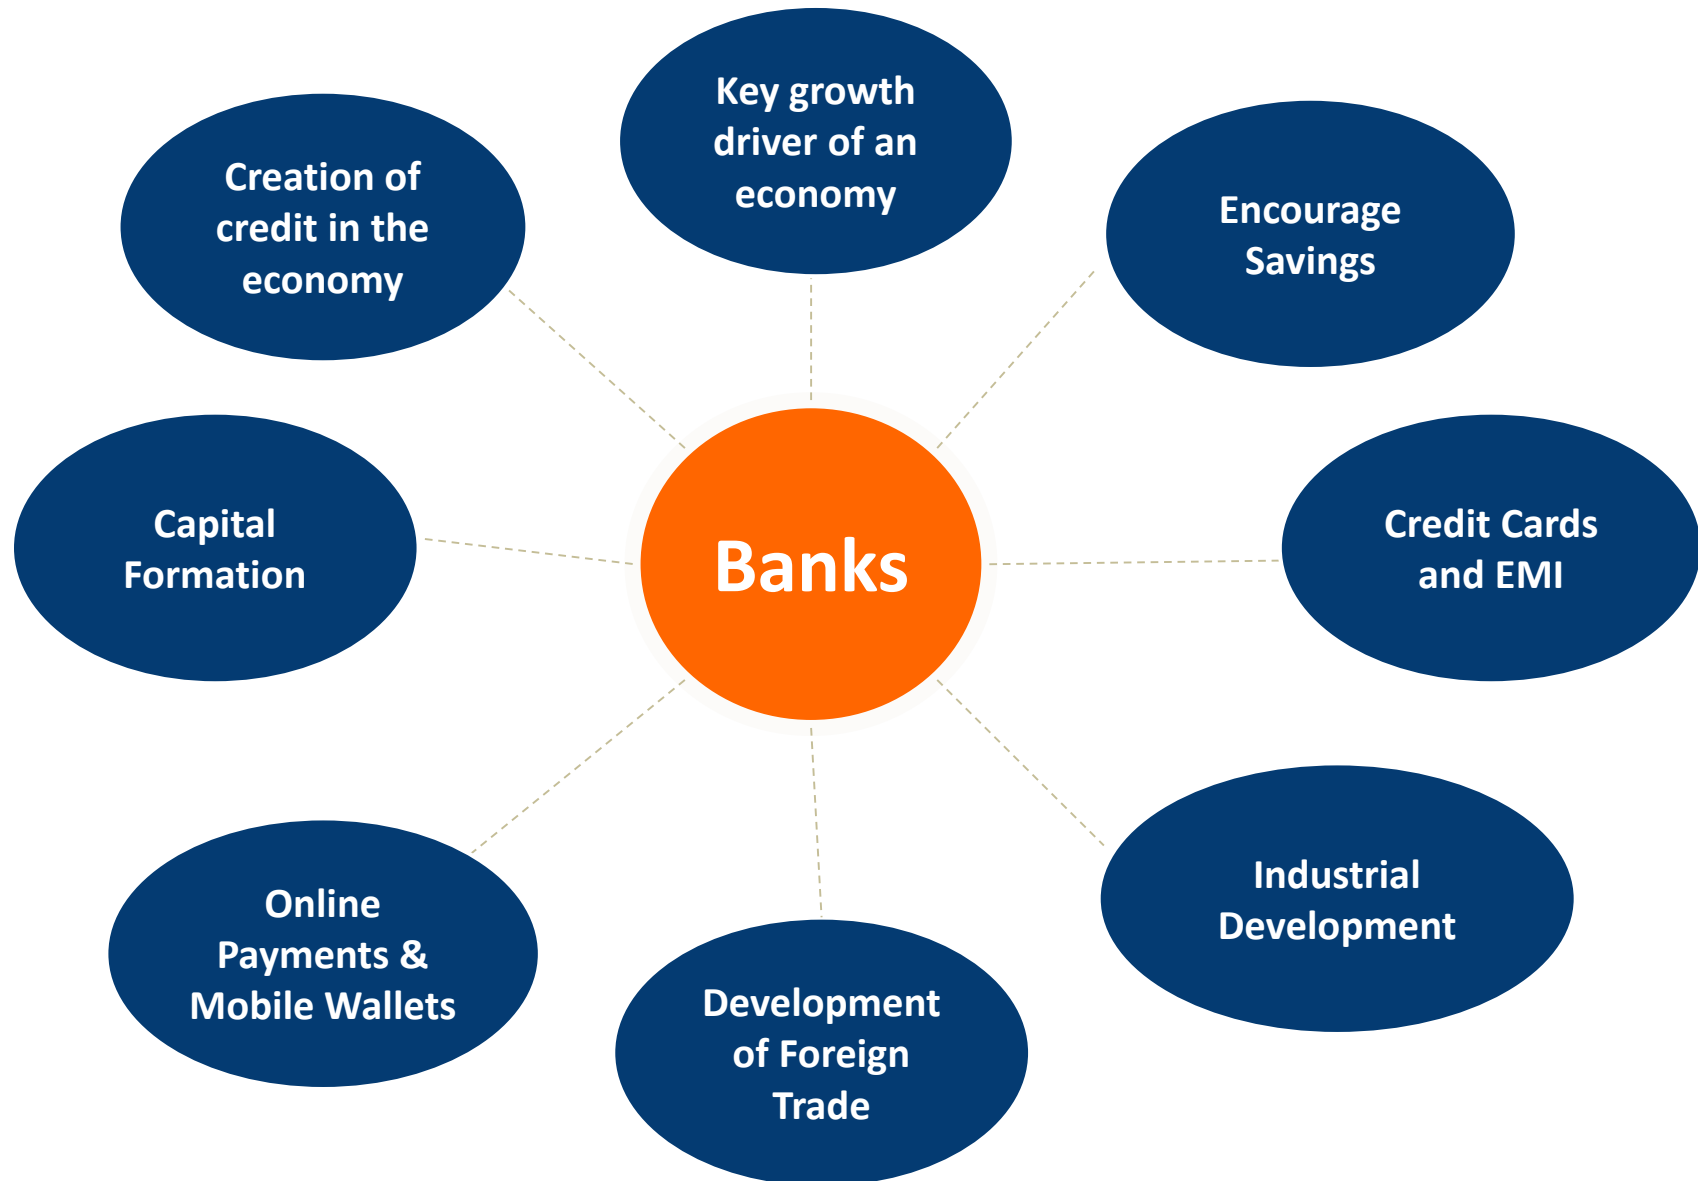 Key growth
driver of an
economy
Creation of
credit in the
economy
Encourage
Savings
Capital
Formation
Banks
Credit Cards
and EMI
Online
Payments &
Mobile Wallets
Development
of Foreign
Trade
Industrial
Development